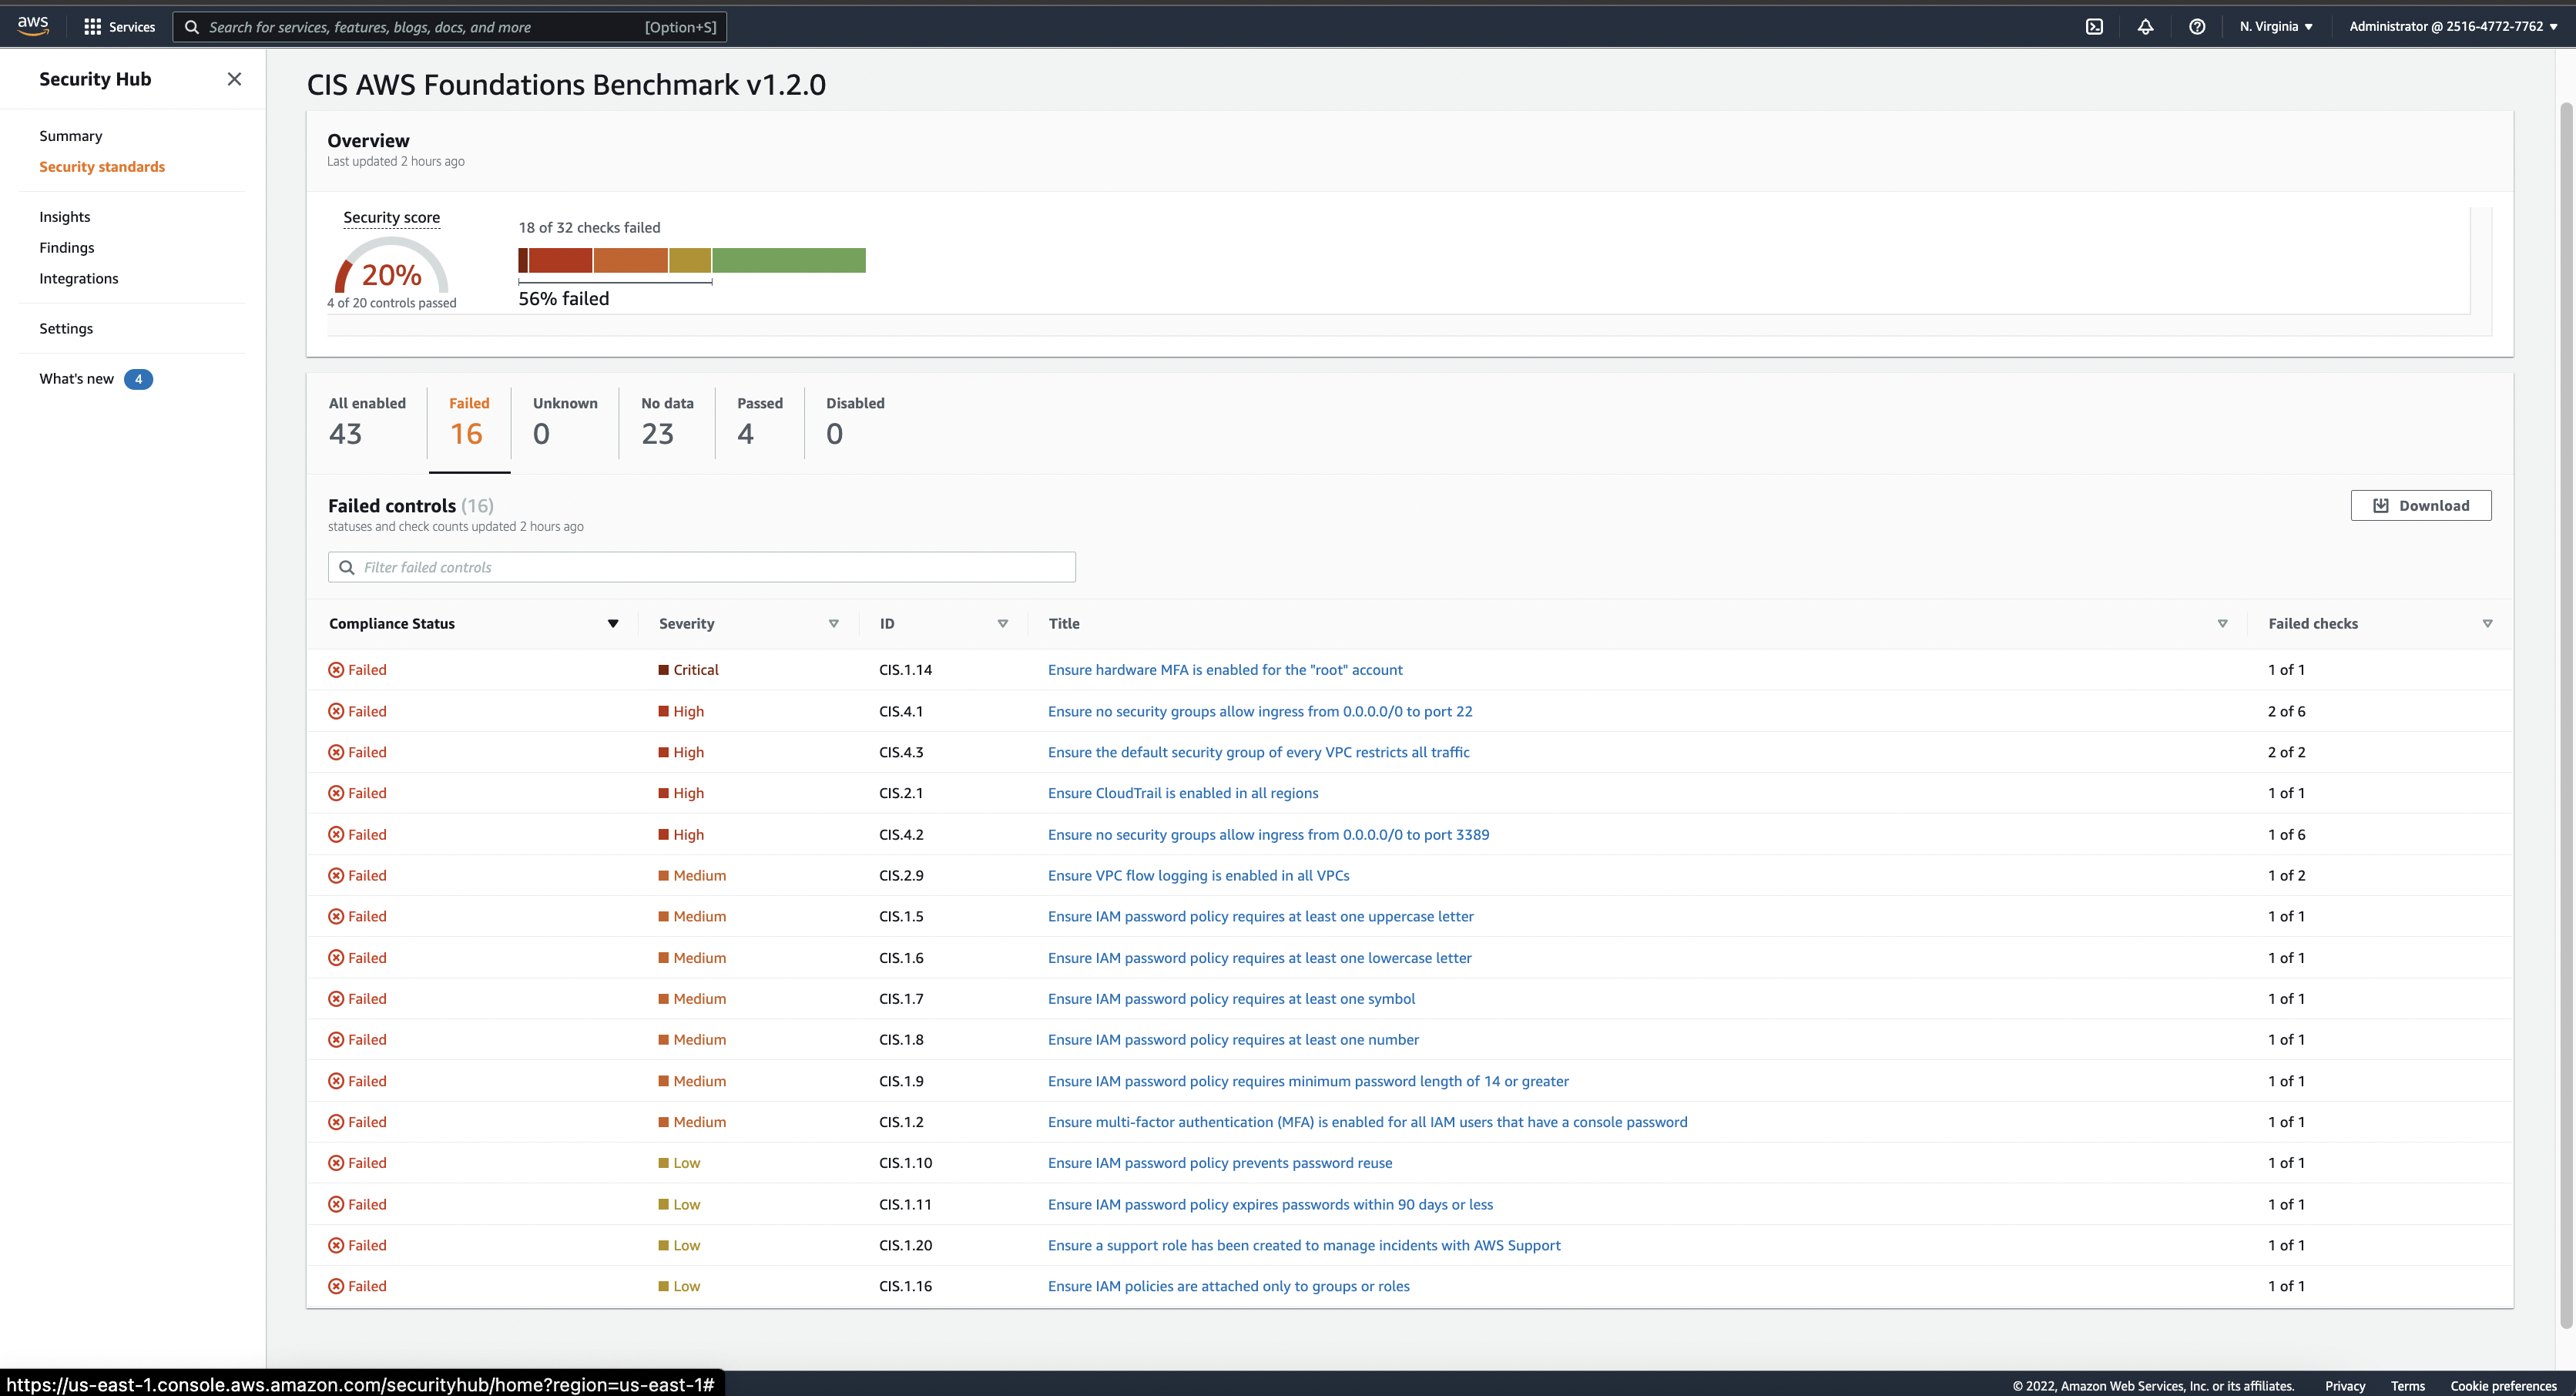 aws Services Search for services, features, blogs, docs, and more [Option+S] N. Virginia Administrator @ 2516-4772-7762
Security Hub
Summary
Security standards
Insights
Findings
Integrations
Settings
What's new 4
CIS AWS Foundations Benchmark v1.2.0
Overview
Last updated 2 hours ago
Security score
20%
4 of 20 controls passed
18 of 32 checks failed
56% failed
All enabled Failed Unknown No data Passed Disabled
43 16 0 23 4 0
Failed controls (16)
Download
statuses and check counts updated 2 hours ago
Filter failed controls
Compliance Status Severity ID Title Failed checks
Failed Critical CIS.1.14 Ensure hardware MFA is enabled for the "root" account 1 of 1
Failed High CIS.4.1 Ensure no security groups allow ingress from 0.0.0.0/0 to port 22 2 of 6
Failed High CIS.4.3 Ensure the default security group of every VPC restricts all traffic 2 of 2
Failed High CIS.2.1 Ensure CloudTrail is enabled in all regions 1 of 1
Failed High CIS.4.2 Ensure no security groups allow ingress from 0.0.0.0/0 to port 3389 1 of 6
Failed Medium CIS.2.9 Ensure VPC flow logging is enabled in all VPCs 1 of 2
Failed Medium CIS.1.5 Ensure IAM password policy requires at least one uppercase letter 1 of 1
Failed Medium CIS.1.6 Ensure IAM password policy requires at least one lowercase letter 1 of 1
Failed Medium CIS.1.7 Ensure IAM password policy requires at least one symbol 1 of 1
Failed Medium CIS.1.8 Ensure IAM password policy requires at least one number 1 of 1
Failed Medium CIS.1.9 Ensure IAM password policy requires minimum password length of 14 or greater 1 of 1
Failed Medium CIS.1.2 Ensure multi-factor authentication (MFA) is enabled for all IAM users that have a console password 1 of 1
Failed Low CIS.1.10 Ensure IAM password policy prevents password reuse 1 of 1
Failed Low CIS.1.11 Ensure IAM password policy expires passwords within 90 days or less 1 of 1
Failed Low CIS.1.20 Ensure a support role has been created to manage incidents with AWS Support 1 of 1
Failed Low CIS.1.16 Ensure IAM policies are attached only to groups or roles 1 of 1
https://us-east-1.console.aws.amazon.com/securityhub/home?region=us-east-1#
© 2022, Amazon Web Services, Inc. or its affiliates. Privacy Terms Cookie preferences